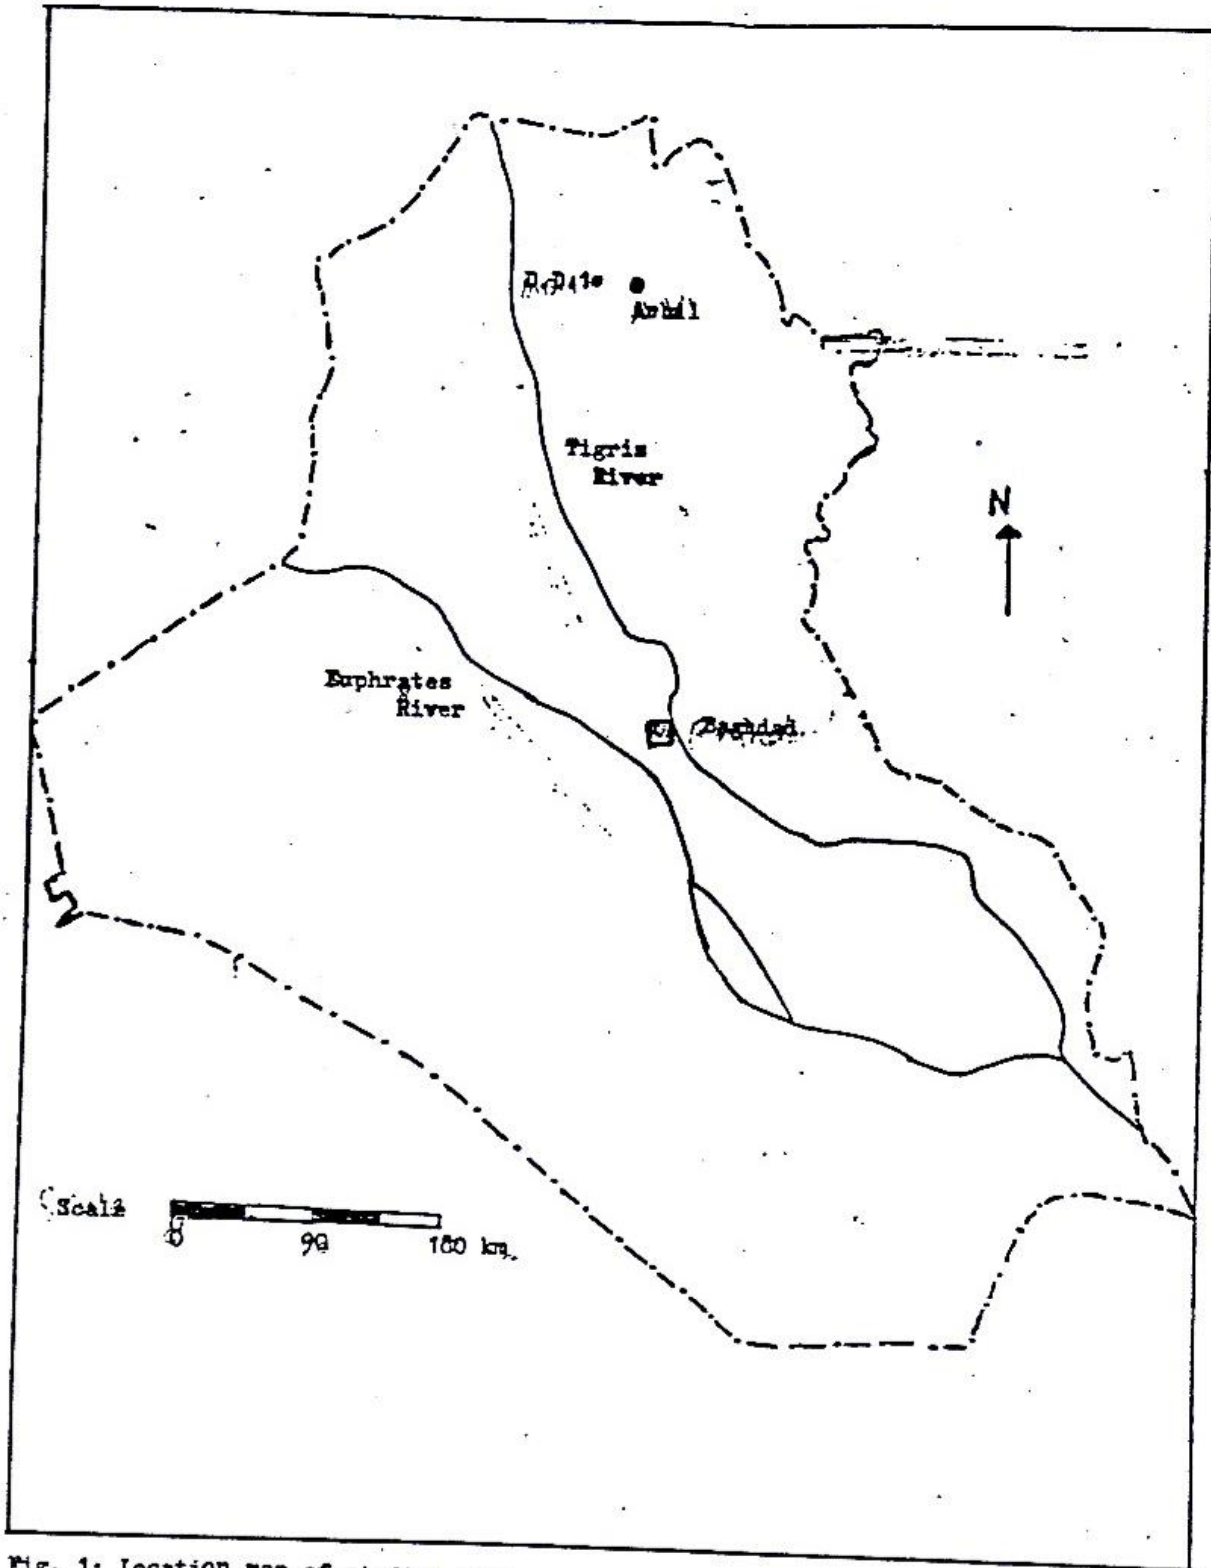 Arbil
Tigris
River
N
Euphrates
River
Baghdad.
Scale
0 90 180 km.
Fig. 1: Location map of